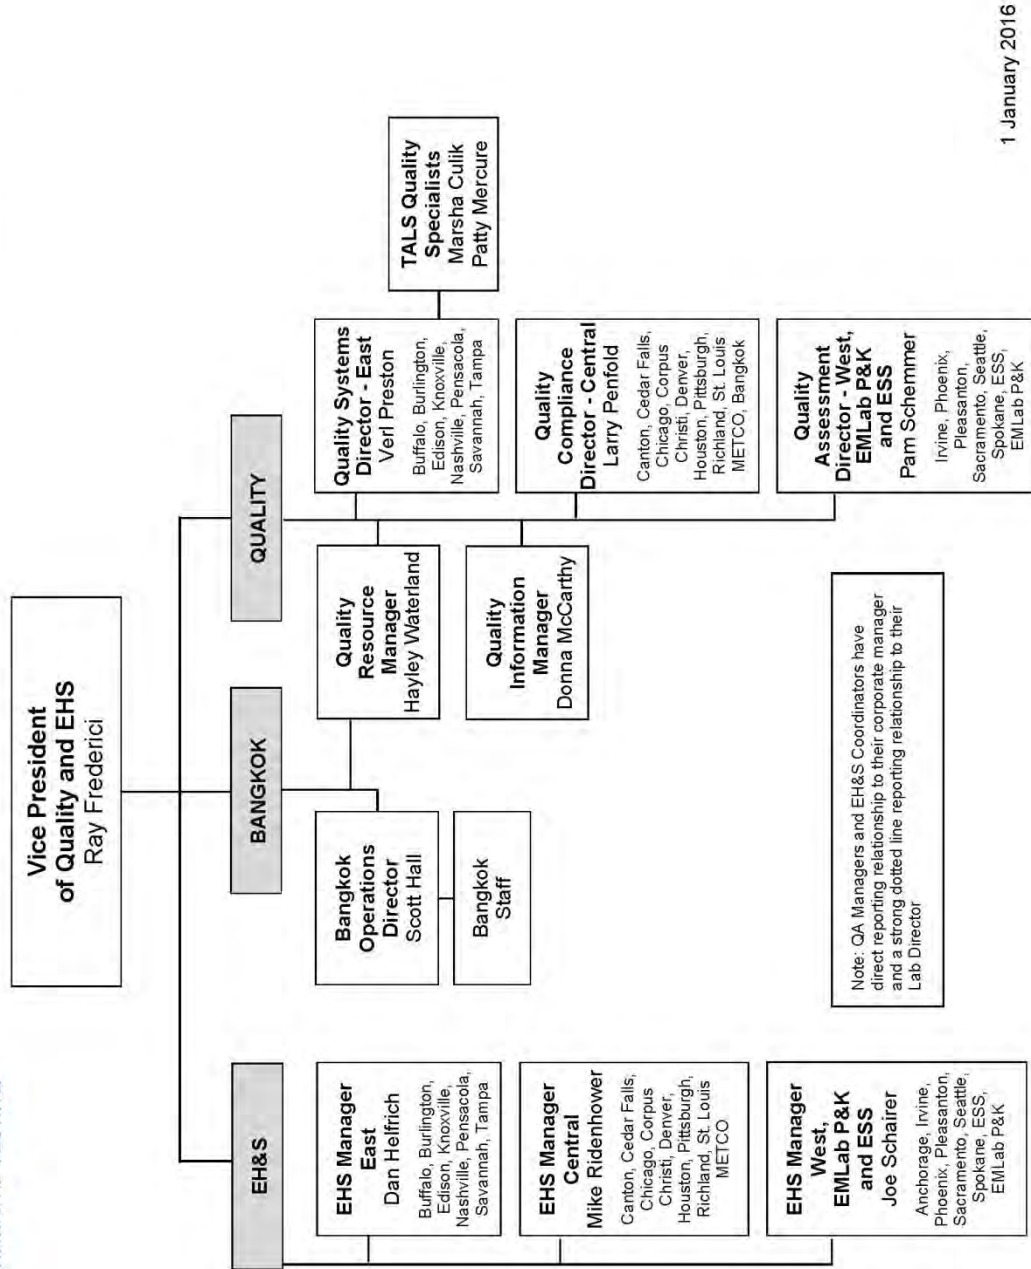 Vice President
of Quality and EHS
Ray Frederici
EH&S
BANGKOK
QUALITY
EHS Manager
East
Dan Helfrich
Buffalo, Burlington,
Edison, Knoxville,
Nashville, Pensacola,
Savannah, Tampa
EHS Manager
Central
Mike Ridenhower
Canton, Cedar Falls,
Chicago, Corpus
Christi, Denver,
Houston, Pittsburgh,
Richland, St. Louis
METCO
EHS Manager
West,
EMLab P&K
and ESS
Joe Schairer
Anchorage, Irvine,
Phoenix, Pleasanton,
Sacramento, Seattle,
Spokane, ESS,
EMLab P&K
Bangkok
Operations
Director
Scott Hall
Bangkok
Staff
Quality
Resource
Manager
Hayley Waterland
Quality
Information
Manager
Donna McCarthy
Quality Systems
Director - East
Verl Preston
Buffalo, Burlington,
Edison, Knoxville,
Nashville, Pensacola,
Savannah, Tampa
TALS Quality
Specialists
Marsha Culik
Patty Mercure
Quality
Compliance
Director - Central
Larry Penfold
Canton, Cedar Falls,
Chicago, Corpus
Christi, Denver,
Houston, Pittsburgh,
Richland, St. Louis
METCO, Bangkok
Quality
Assessment
Director - West,
EMLab P&K
and ESS
Pam Schemmer
Irvine, Phoenix,
Pleasanton,
Sacramento, Seattle,
Spokane, ESS,
EMLab P&K
Note: QA Managers and EH&S Coordinators have
direct reporting relationship to their corporate manager
and a strong dotted line reporting relationship to their
Lab Director
1 January 2016